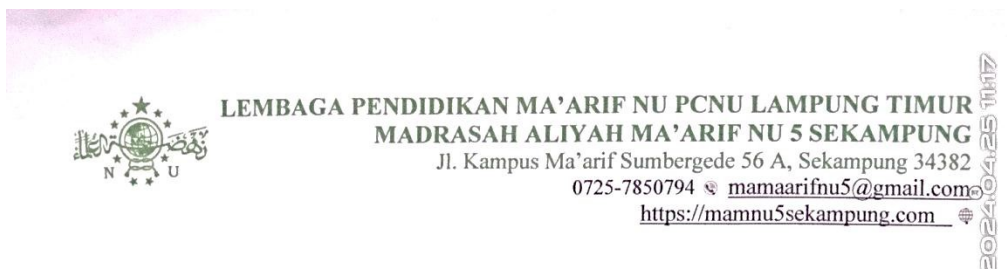 LEMBAGA PENDIDIKAN MA'ARIF NU PCNU LAMPUNG TIMUR
MADRASAH ALIYAH MA'ARIF NU 5 SEKAMPUNG
Jl. Kampus Ma'arif Sumbergede 56 A, Sekampung 34382
0725-7850794 mamaarifnu5@gmail.com
https://mamnu5sekampung.com
N U
2024.04.25 11:17